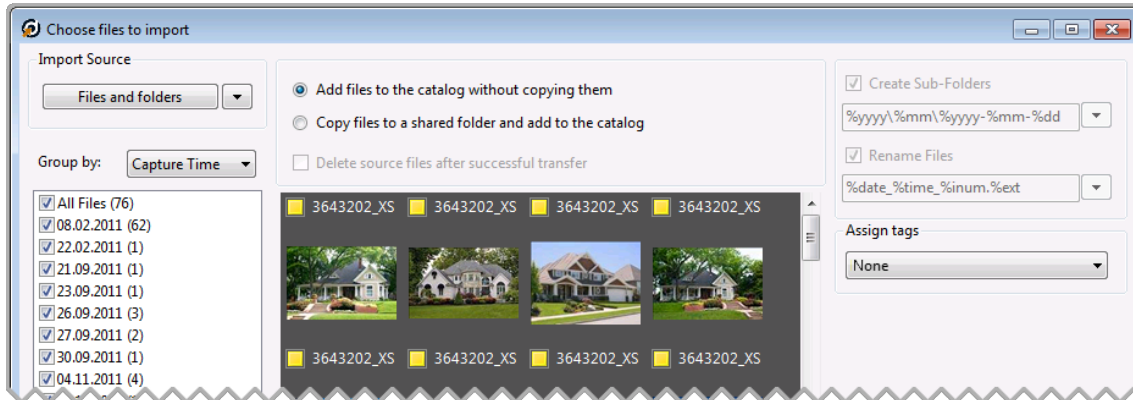 Choose files to import
Import Source
Files and folders
Group by:
Capture Time
All Files (76)
08.02.2011 (62)
22.02.2011 (1)
21.09.2011 (1)
23.09.2011 (1)
26.09.2011 (3)
27.09.2011 (2)
30.09.2011 (1)
04.11.2011 (4)
Add files to the catalog without copying them
Copy files to a shared folder and add to the catalog
Delete source files after successful transfer
3643202_XS 3643202_XS 3643202_XS 3643202_XS
3643202_XS 3643202_XS 3643202_XS 3643202_XS
Create Sub-Folders
%yyyy\%mm\%yyyy-%mm-%dd
Rename Files
%date_%time_%inum.%ext
Assign tags
None